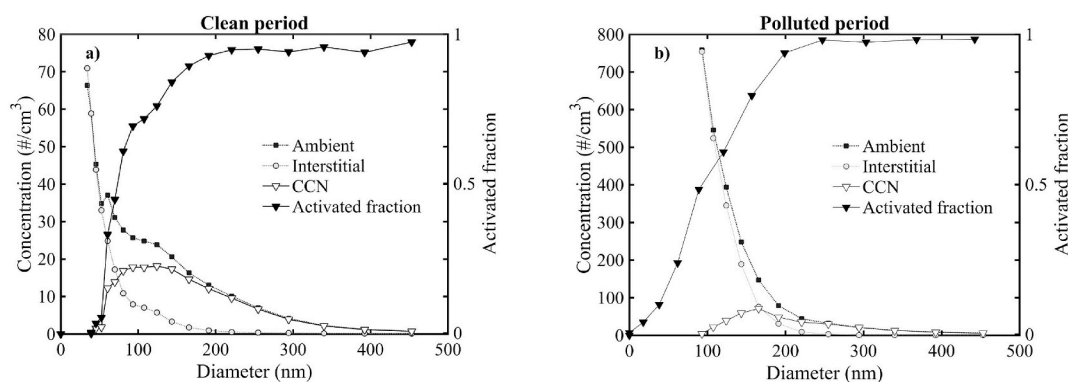 Clean period
a)
80
70
60
50
40
30
20
10
0
Concentration (#/cm³)
1
0.5
0
Activated fraction
Ambient
Interstitial
CCN
Activated fraction
0 100 200 300 400 500
Diameter (nm)
Polluted period
b)
800
700
600
500
400
300
200
100
0
Concentration (#/cm³)
1
0.5
0
Activated fraction
Ambient
Interstitial
CCN
Activated fraction
0 100 200 300 400 500
Diameter (nm)